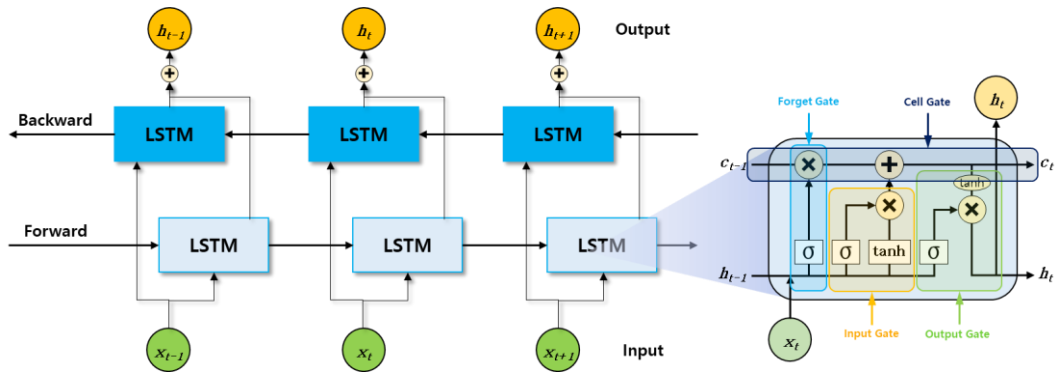 h_{t-1} h_t h_{t+1} Output
+ + +
Backward LSTM LSTM LSTM
Forward LSTM LSTM LSTM
x_{t-1} x_t x_{t+1} Input
Forget Gate Cell Gate h_t
c_{t-1} × + c_t
tanh
× ×
σ σ tanh σ
h_{t-1} h_t
Input Gate Output Gate
x_t